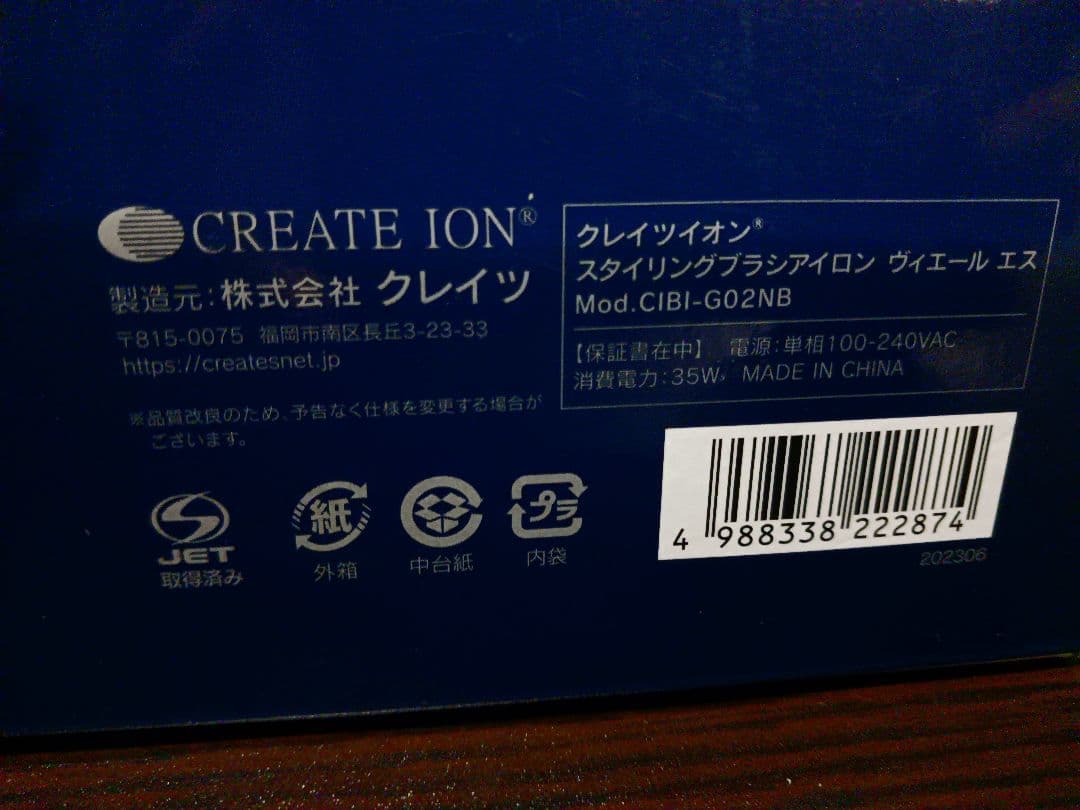 CREATE ION®
製造元:株式会社 クレイツ
〒815-0075 福岡市南区長丘3-23-33
https://createsnet.jp
※品質改良のため、予告なく仕様を変更する場合が
ございます。
クレイツイオン®
スタイリングブラシアイロン ヴィエール エス
Mod.CIBI-G02NB
【保証書在中】 電源:単相100-240VAC
消費電力:35W、 MADE IN CHINA
JET
取得済み
紙
外箱
中台紙
プラ
内袋
4 988338 222874
202306